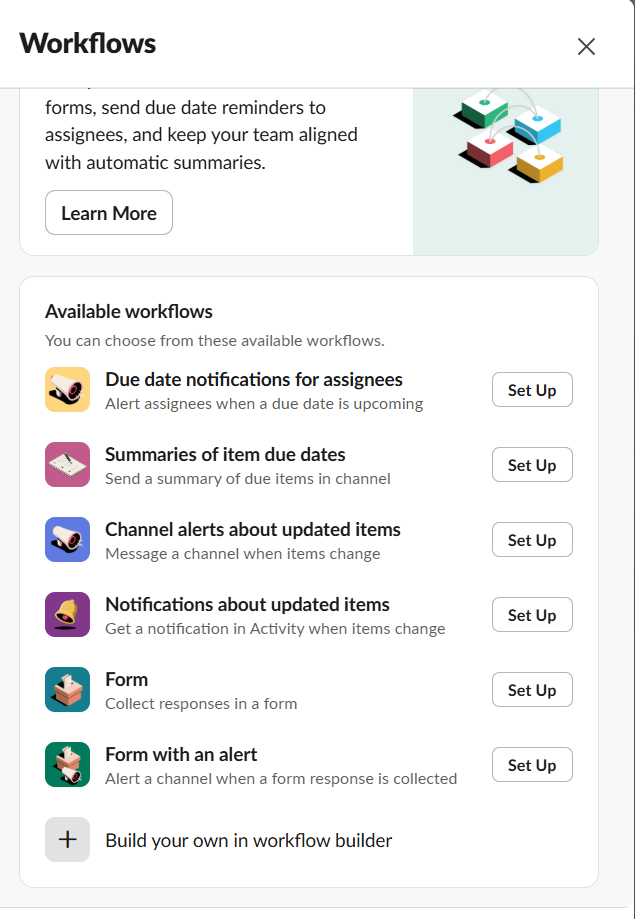 Workflows
forms, send due date reminders to
assignees, and keep your team aligned
with automatic summaries.
Learn More
Available workflows
You can choose from these available workflows.
Due date notifications for assignees
Alert assignees when a due date is upcoming
Set Up
Summaries of item due dates
Send a summary of due items in channel
Set Up
Channel alerts about updated items
Message a channel when items change
Set Up
Notifications about updated items
Get a notification in Activity when items change
Set Up
Form
Collect responses in a form
Set Up
Form with an alert
Alert a channel when a form response is collected
Set Up
Build your own in workflow builder